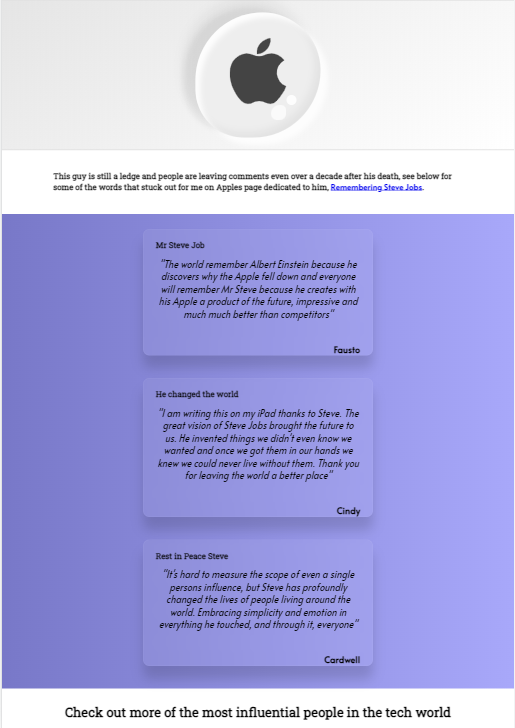 This guy is still a ledge and people are leaving comments even over a decade after his death, see below for
some of the words that stuck out for me on Apples page dedicated to him, Remembering Steve Jobs.
Mr Steve Job
"The world remember Albert Einstein because he
discovers why the Apple fell down and everyone
will remember Mr Steve because he creates with
his Apple a product of the future, impressive and
much much better than competitors"
Fausto
He changed the world
"I am writing this on my iPad thanks to Steve. The
great vision of Steve Jobs brought the future to
us. He invented things we didn't even know we
wanted and once we got them in our hands we
knew we could never live without them. Thank you
for leaving the world a better place"
Cindy
Rest in Peace Steve
"It's hard to measure the scope of even a single
persons influence, but Steve has profoundly
changed the lives of people living around the
world. Embracing simplicity and emotion in
everything he touched, and through it, everyone"
Cardwell
Check out more of the most influential people in the tech world